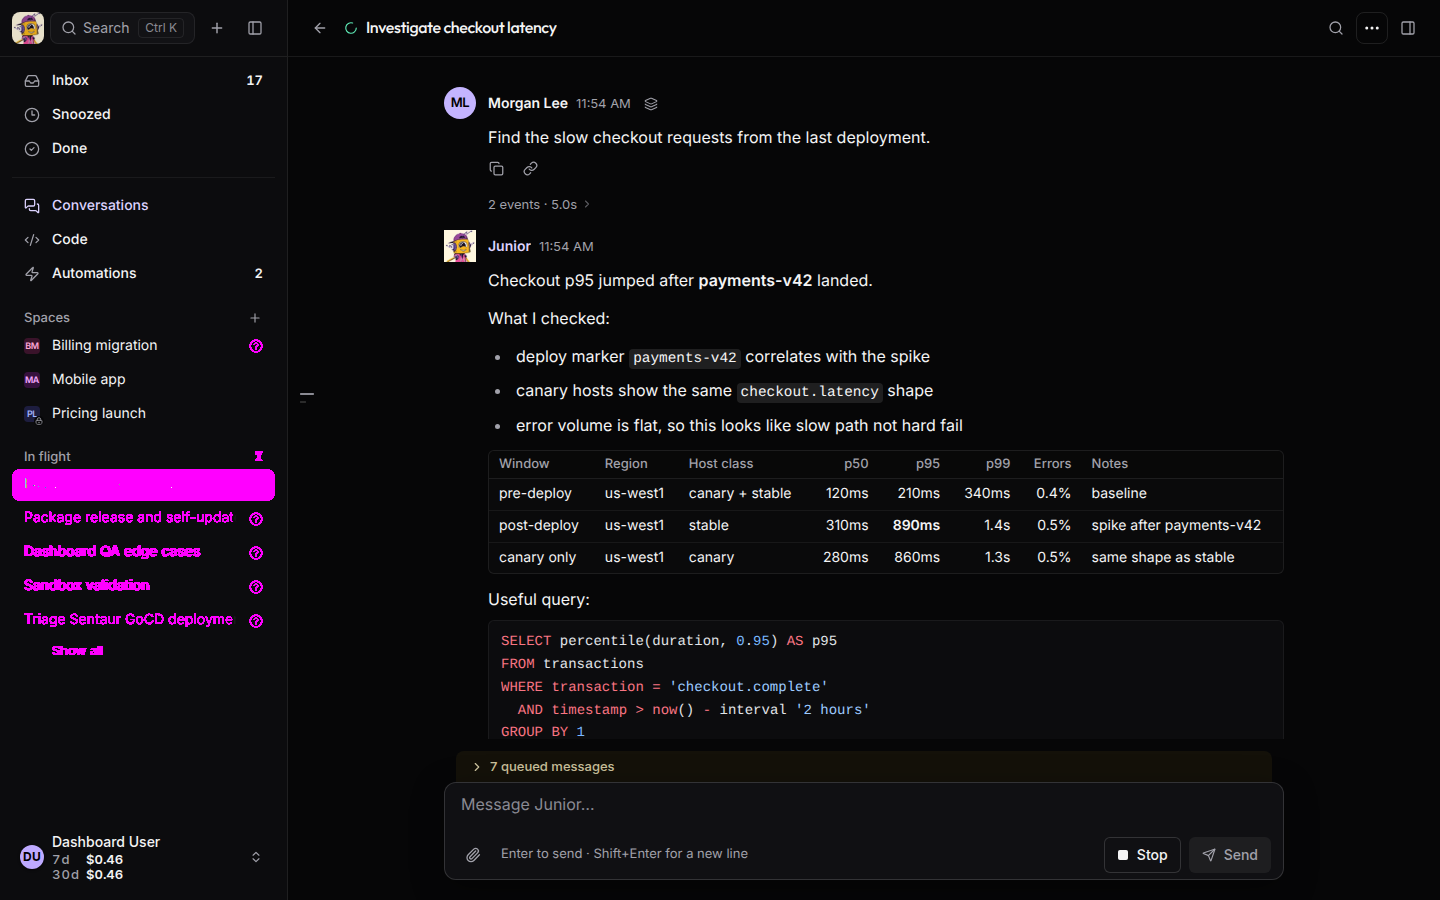 Search Ctrl K
Investigate checkout latency
Inbox 17
Snoozed
Done
Conversations
Code
Automations 2
Spaces
BM Billing migration
MA Mobile app
PL Pricing launch
In flight
Package release and self-updat
Dashboard QA edge cases
Sandbox validation
Triage Sentaur GoCD deployme
Show all
DU Dashboard User
7d $0.46
30d $0.46
ML Morgan Lee 11:54 AM
Find the slow checkout requests from the last deployment.
2 events · 5.0s
Junior 11:54 AM
Checkout p95 jumped after payments-v42 landed.
What I checked:
deploy marker payments-v42 correlates with the spike
canary hosts show the same checkout.latency shape
error volume is flat, so this looks like slow path not hard fail
Window Region Host class p50 p95 p99 Errors Notes
pre-deploy us-west1 canary + stable 120ms 210ms 340ms 0.4% baseline
post-deploy us-west1 stable 310ms 890ms 1.4s 0.5% spike after payments-v42
canary only us-west1 canary 280ms 860ms 1.3s 0.5% same shape as stable
Useful query:
SELECT percentile(duration, 0.95) AS p95
FROM transactions
WHERE transaction = 'checkout.complete'
AND timestamp > now() - interval '2 hours'
GROUP BY 1
7 queued messages
Message Junior...
Enter to send · Shift+Enter for a new line
Stop
Send